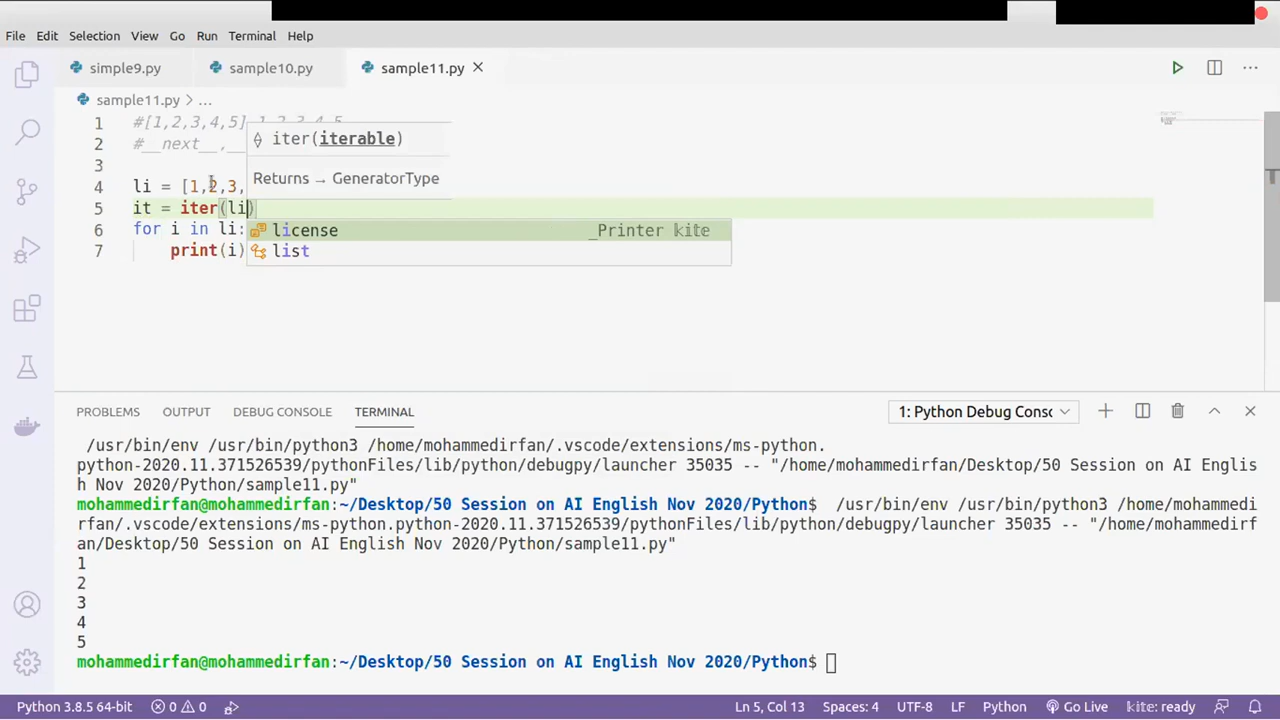 File Edit Selection View Go Run Terminal Help
simple9.py sample10.py sample11.py
sample11.py > ...
1 #[1,2,3,4,5] 1,2,3,4,5
2 #__next__,__
iter(iterable)
3
Returns → GeneratorType
4 li = [1,2,3,
5 it = iter(li)
6 for i in li:
license _Printer kite
7 print(i)
list
PROBLEMS OUTPUT DEBUG CONSOLE TERMINAL 1: Python Debug Consc
/usr/bin/env /usr/bin/python3 /home/mohammedirfan/.vscode/extensions/ms-python.
python-2020.11.371526539/pythonFiles/lib/python/debugpy/launcher 35035 -- "/home/mohammedirfan/Desktop/50 Session on AI Englis
h Nov 2020/Python/sample11.py"
mohammedirfan@mohammedirfan:~/Desktop/50 Session on AI English Nov 2020/Python$ /usr/bin/env /usr/bin/python3 /home/mohammedi
rfan/.vscode/extensions/ms-python.python-2020.11.371526539/pythonFiles/lib/python/debugpy/launcher 35035 -- "/home/mohammedirf
an/Desktop/50 Session on AI English Nov 2020/Python/sample11.py"
1
2
3
4
5
mohammedirfan@mohammedirfan:~/Desktop/50 Session on AI English Nov 2020/Python$
Python 3.8.5 64-bit 0 0 Ln 5, Col 13 Spaces: 4 UTF-8 LF Python Go Live kite: ready